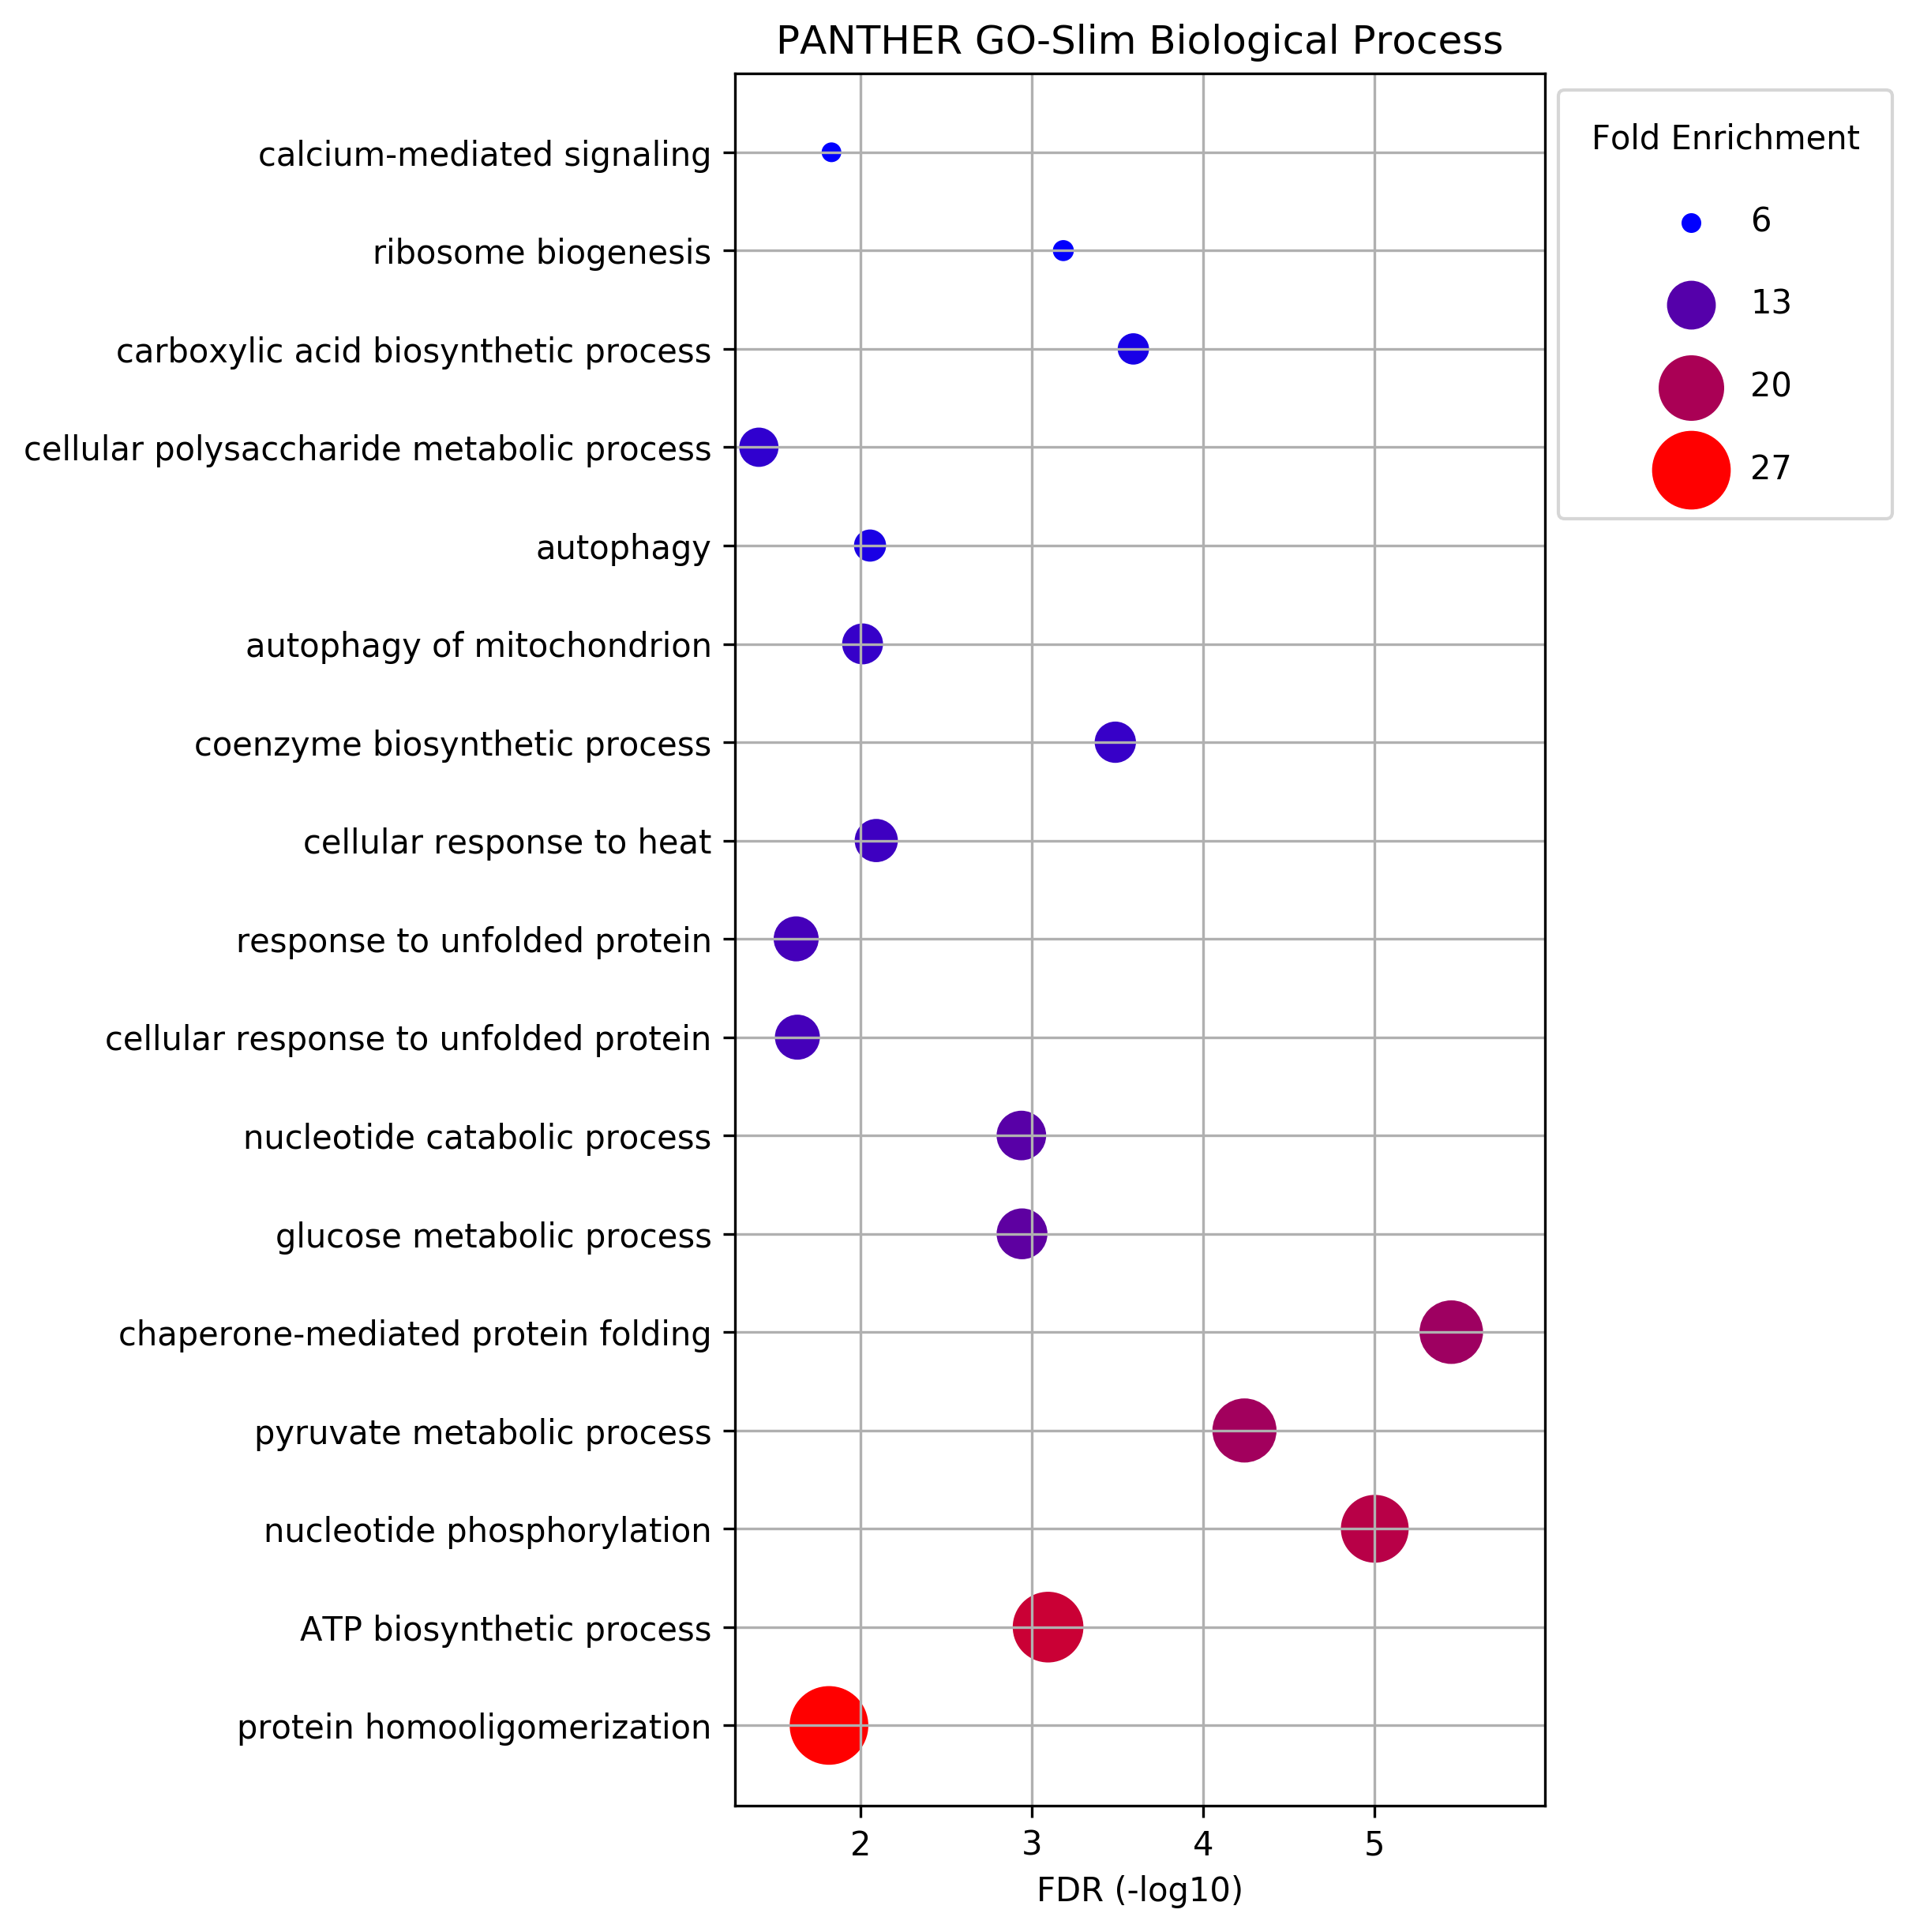 PANTHER GO-Slim Biological Process
calcium-mediated signaling
ribosome biogenesis
carboxylic acid biosynthetic process
cellular polysaccharide metabolic process
autophagy
autophagy of mitochondrion
coenzyme biosynthetic process
cellular response to heat
response to unfolded protein
cellular response to unfolded protein
nucleotide catabolic process
glucose metabolic process
chaperone-mediated protein folding
pyruvate metabolic process
nucleotide phosphorylation
ATP biosynthetic process
protein homooligomerization
2 3 4 5
FDR (-log10)
Fold Enrichment
6
13
20
27